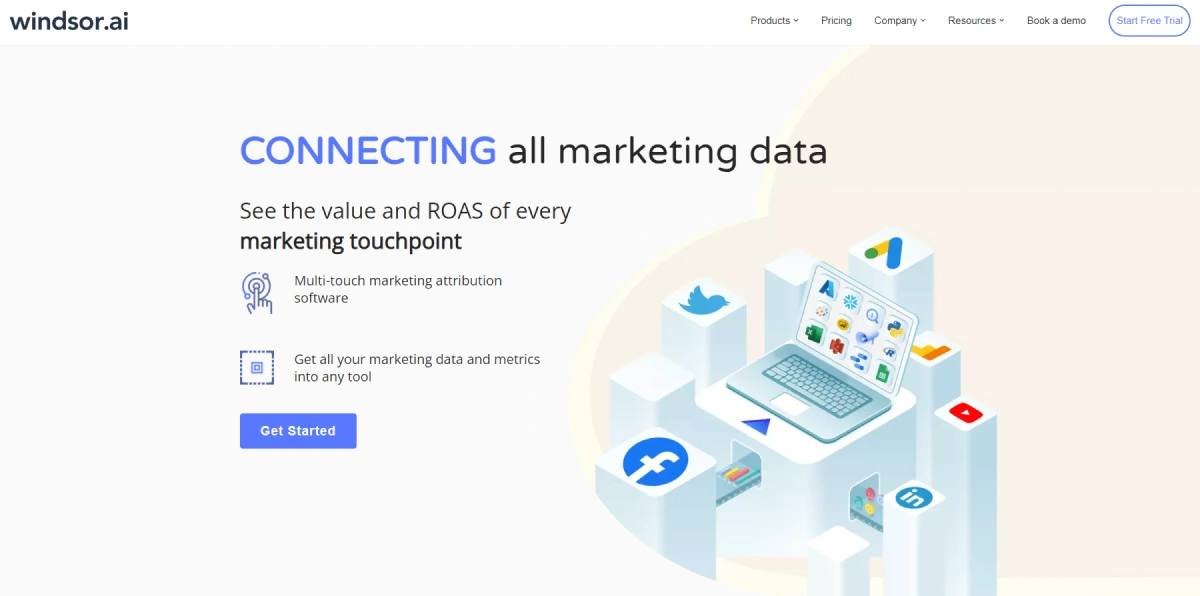 windsor.ai
Products
Pricing
Company
Resources
Book a demo
Start Free Trial
CONNECTING all marketing data
See the value and ROAS of every
marketing touchpoint
Multi-touch marketing attribution
software
Get all your marketing data and metrics
into any tool
Get Started
f
in